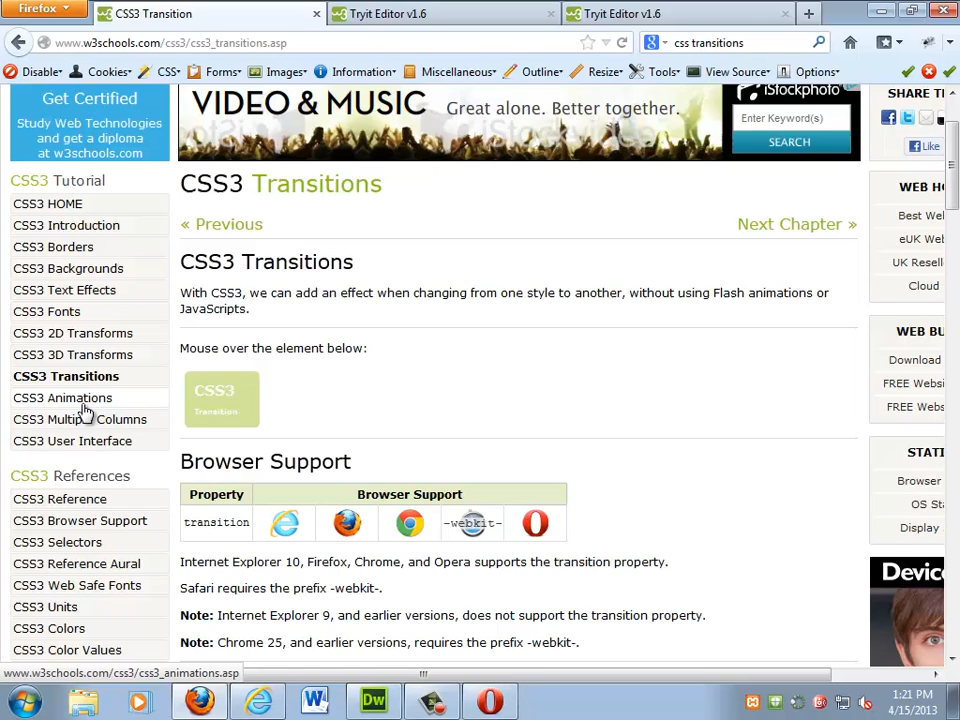 Firefox
CSS3 Transition
Tryit Editor v1.6
Tryit Editor v1.6
www.w3schools.com/css3/css3_transitions.asp
css transitions
Disable
Cookies
CSS
Forms
Images
Information
Miscellaneous
Outline
Resize
Tools
View Source
Options
Get Certified
Study Web Technologies
and get a diploma
at w3schools.com
VIDEO & MUSIC
Great alone. Better together.
iStockphoto
Enter Keyword(s)
SEARCH
SHARE T
Like
CSS3 Tutorial
CSS3 HOME
CSS3 Introduction
CSS3 Borders
CSS3 Backgrounds
CSS3 Text Effects
CSS3 Fonts
CSS3 2D Transforms
CSS3 3D Transforms
CSS3 Transitions
CSS3 Animations
CSS3 Multiple Columns
CSS3 User Interface
CSS3 References
CSS3 Reference
CSS3 Browser Support
CSS3 Selectors
CSS3 Reference Aural
CSS3 Web Safe Fonts
CSS3 Units
CSS3 Colors
CSS3 Color Values
CSS3 Transitions
« Previous
Next Chapter »
CSS3 Transitions
With CSS3, we can add an effect when changing from one style to another, without using Flash animations or
JavaScripts.
Mouse over the element below:
CSS3
Transition
Browser Support
Property
Browser Support
transition
-webkit-
Internet Explorer 10, Firefox, Chrome, and Opera supports the transition property.
Safari requires the prefix -webkit-.
Note: Internet Explorer 9, and earlier versions, does not support the transition property.
Note: Chrome 25, and earlier versions, requires the prefix -webkit-.
WEB HO
Best We
eUK We
UK Resell
Cloud
WEB BU
Download
FREE Webs
FREE Webs
STATI
Browser
OS St
Display
Device
www.w3schools.com/css3/css3_animations.asp
Dw
1:21 PM
4/15/2013